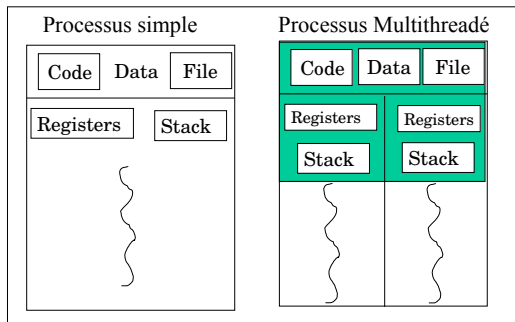 Processus simple
Code Data File
Registers Stack
Processus Multithreadé
Code Data File
Registers Registers
Stack Stack